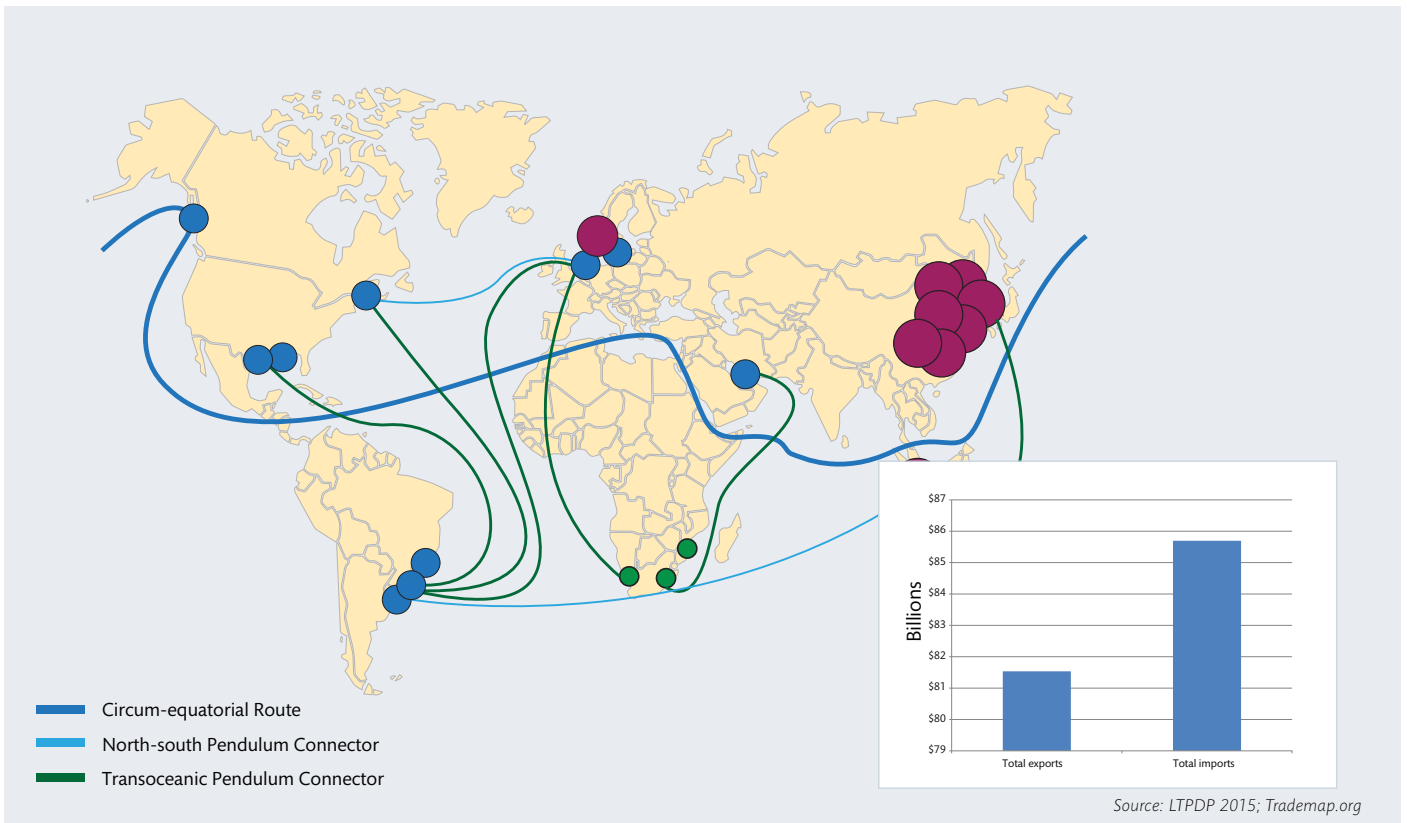 $87
$86
$85
$84
$83
$82
$81
$80
$79
Billions
Total exports
Total imports
Circum-equatorial Route
North-south Pendulum Connector
Transoceanic Pendulum Connector
Source: LTPDP 2015; Trademap.org